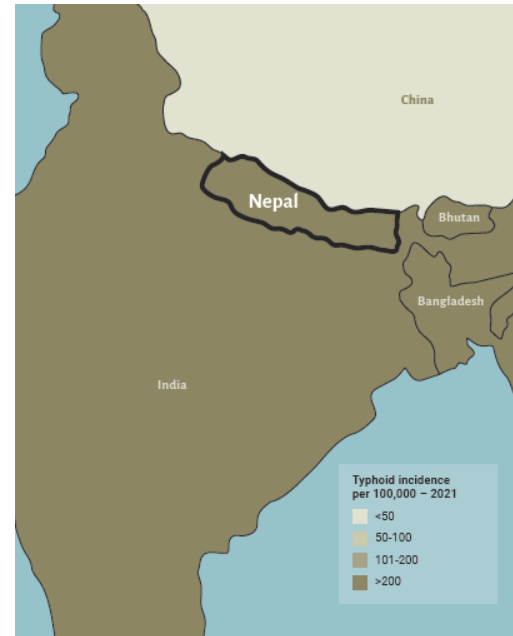 China
Nepal
Bhutan
Bangladesh
India
Typhoid incidence
per 100,000 – 2021
<50
50-100
101-200
>200